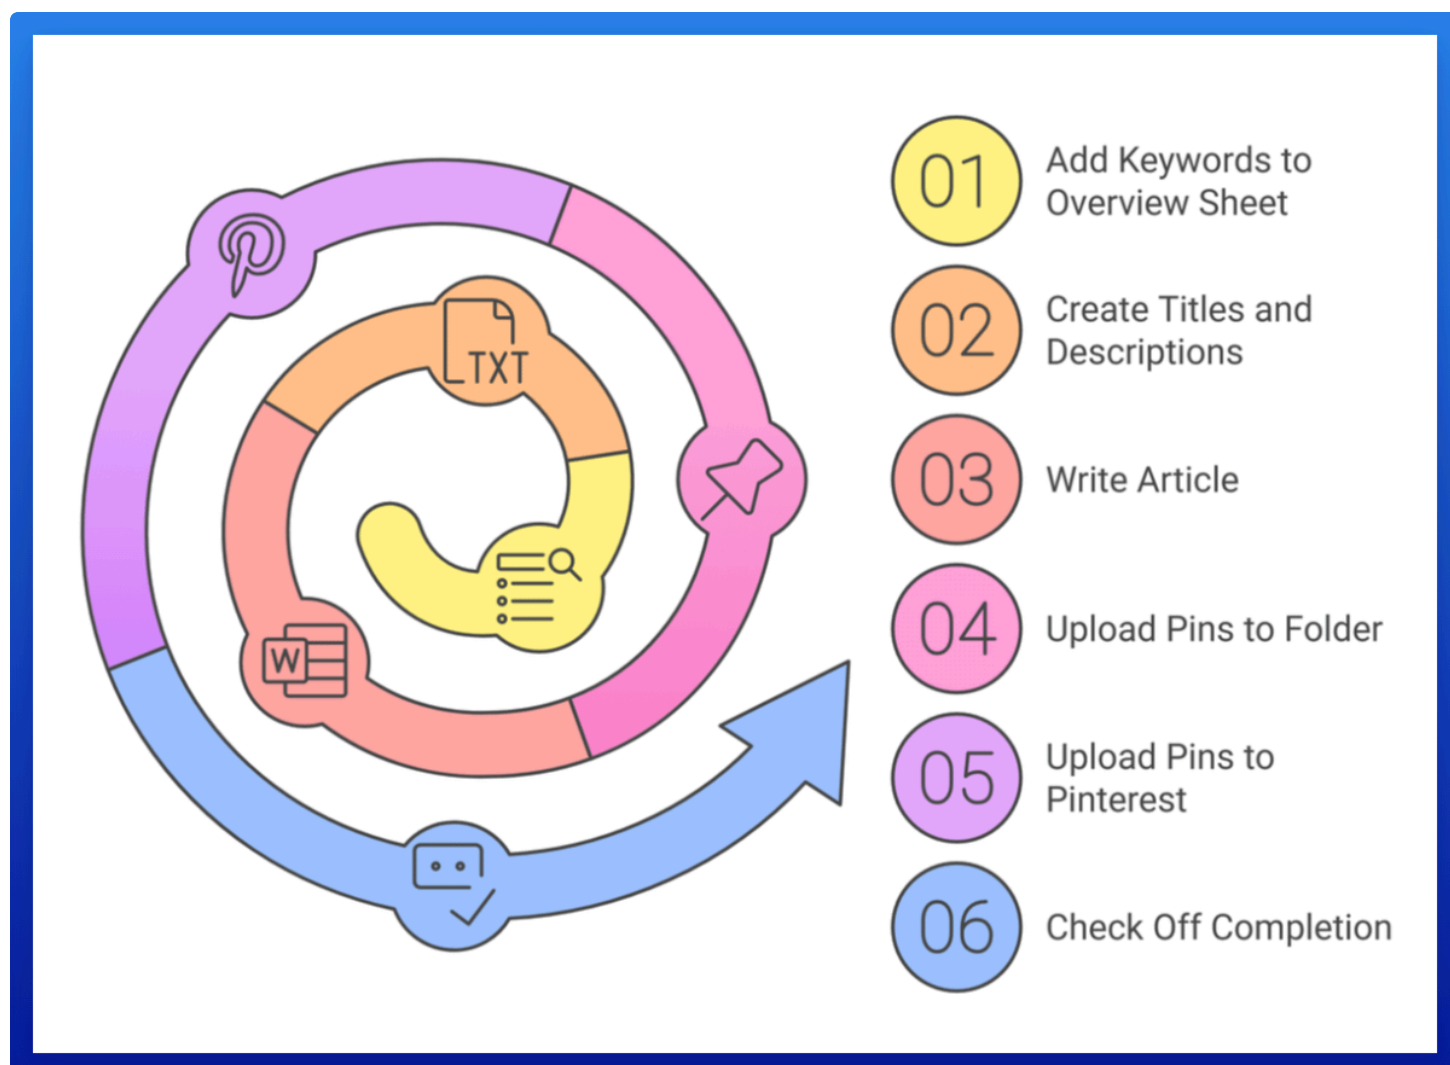 TXT
W
01
Add Keywords to
Overview Sheet
02
Create Titles and
Descriptions
03
Write Article
04
Upload Pins to Folder
05
Upload Pins to
Pinterest
06
Check Off Completion